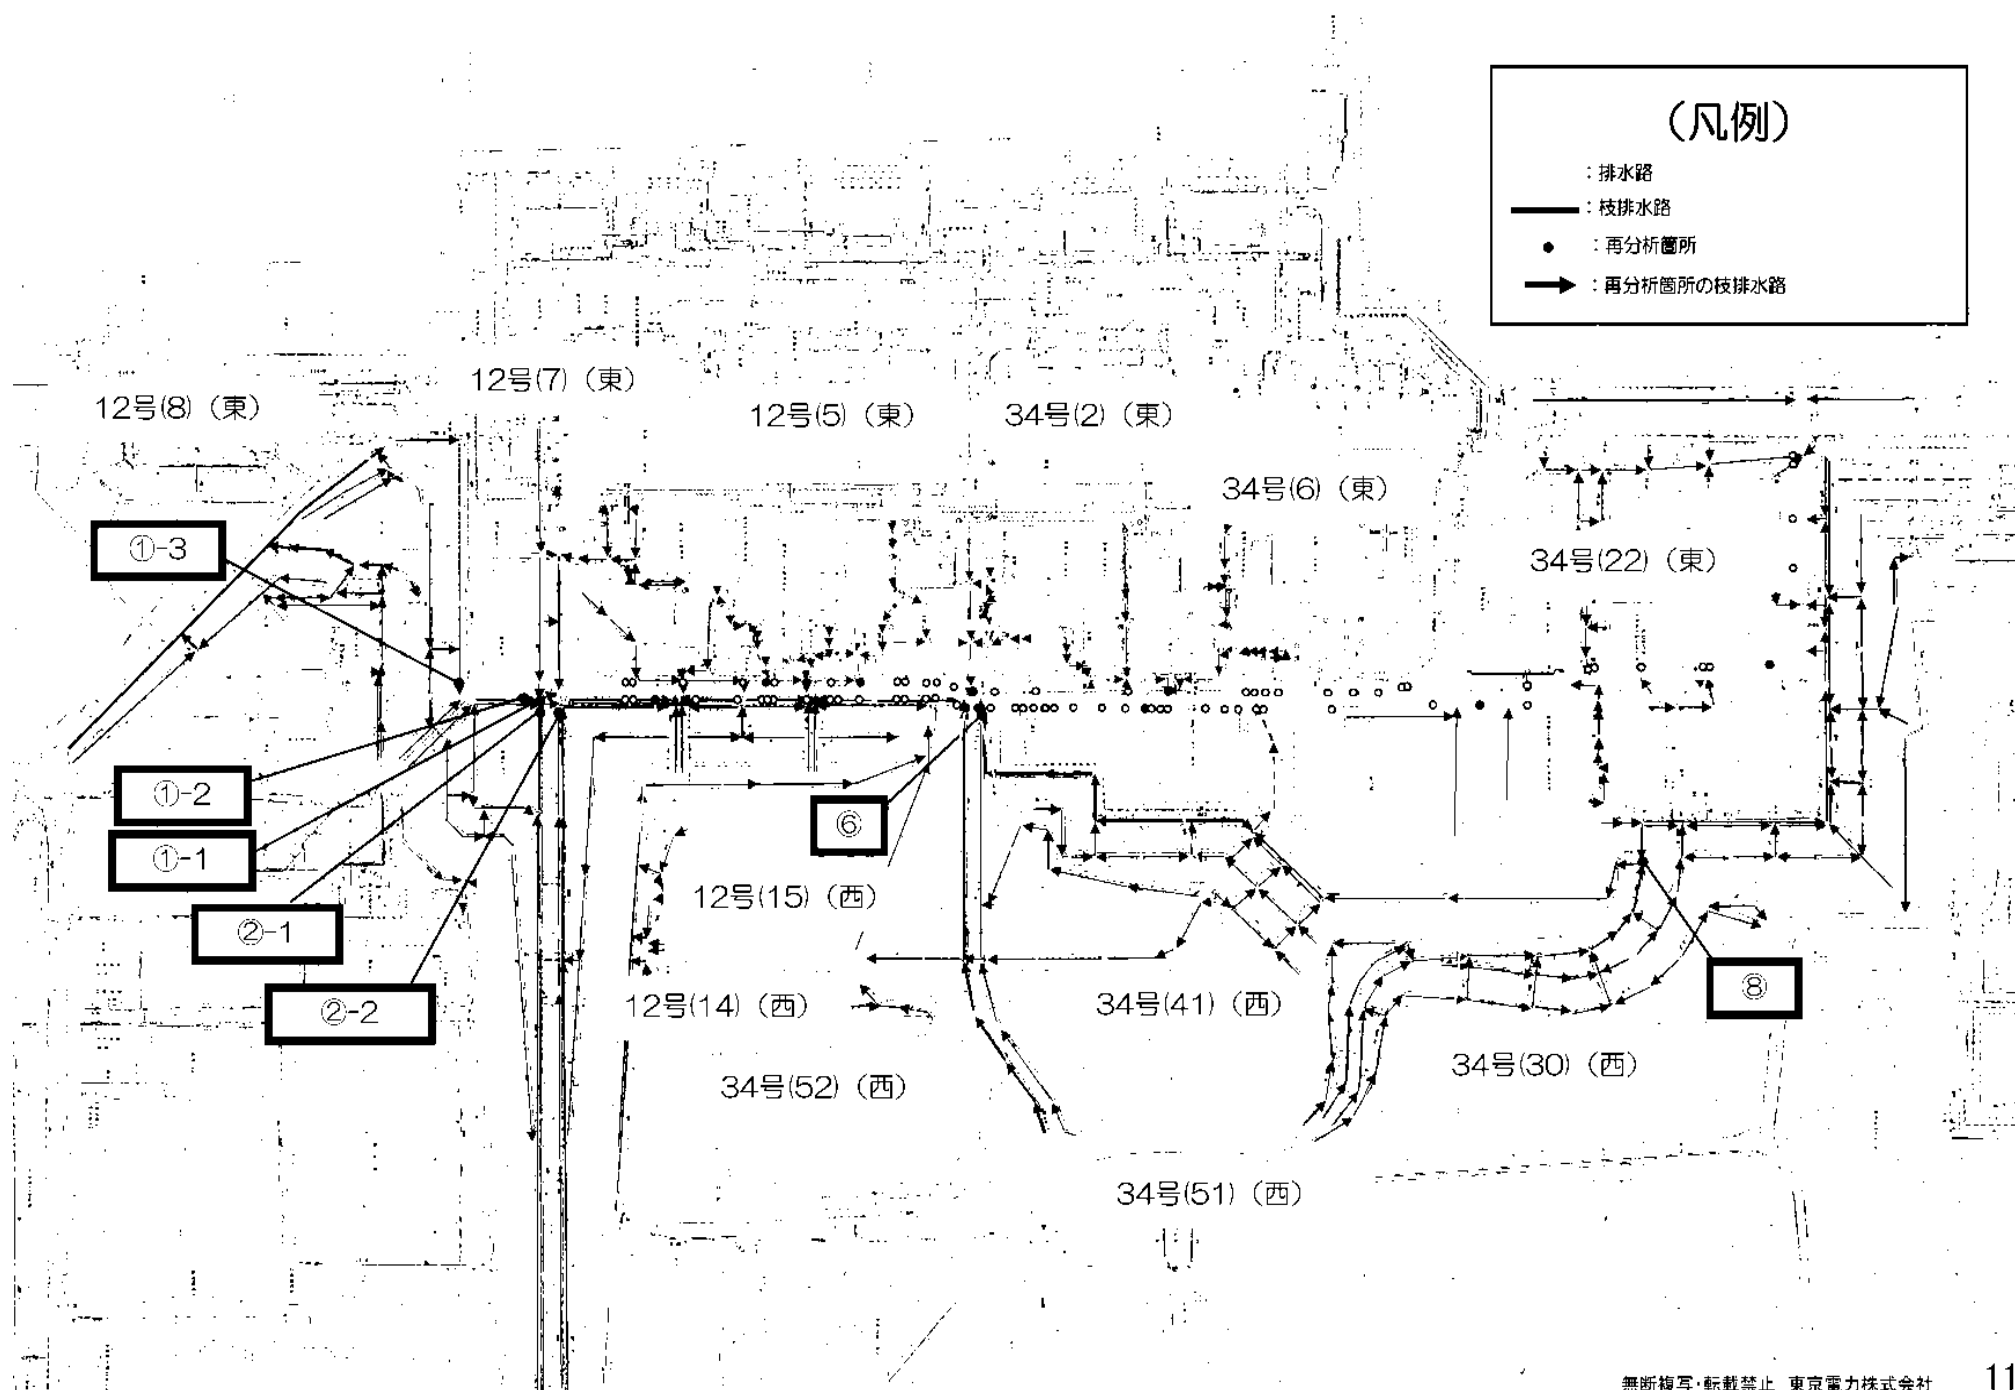 (凡例)
：排水路
：枝排水路
：再分析箇所
：再分析箇所の枝排水路
12号(7)（東）
12号(8)（東）
12号(5)（東）
34号(2)（東）
34号(6)（東）
34号(22)（東）
①-3
①-2
①-1
②-1
②-2
⑥
⑧
12号(15)（西）
12号(14)（西）
34号(41)（西）
34号(30)（西）
34号(52)（西）
34号(51)（西）
無断複写・転載禁止 東京電力株式会社 11